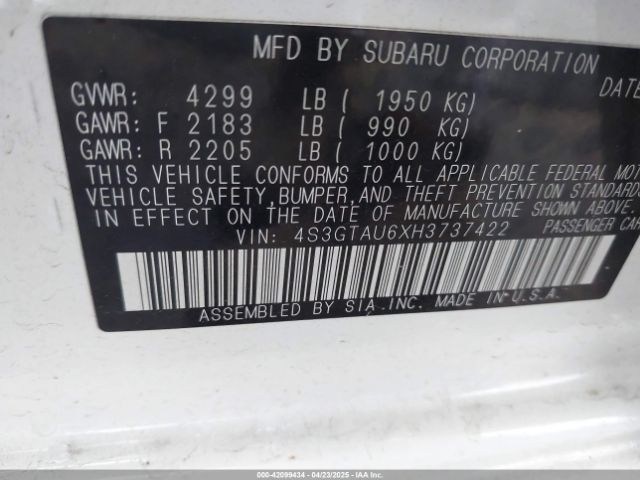 MFD BY SUBARU CORPORATION
DATE
GVWR: 4299 LB ( 1950 KG)
GAWR: F 2183 LB ( 990 KG)
GAWR: R 2205 LB ( 1000 KG)
THIS VEHICLE CONFORMS TO ALL APPLICABLE FEDERAL MOT
VEHICLE SAFETY,BUMPER,AND THEFT PREVENTION STANDARD
IN EFFECT ON THE DATE OF MANUFACTURE SHOWN ABOVE.
VIN: 4S3GTAU6XH3737422 PASSENGER CAR
ASSEMBLED BY SIA,INC. MADE IN U.S.A.
000-42099434 - 04/23/2025 - IAAI